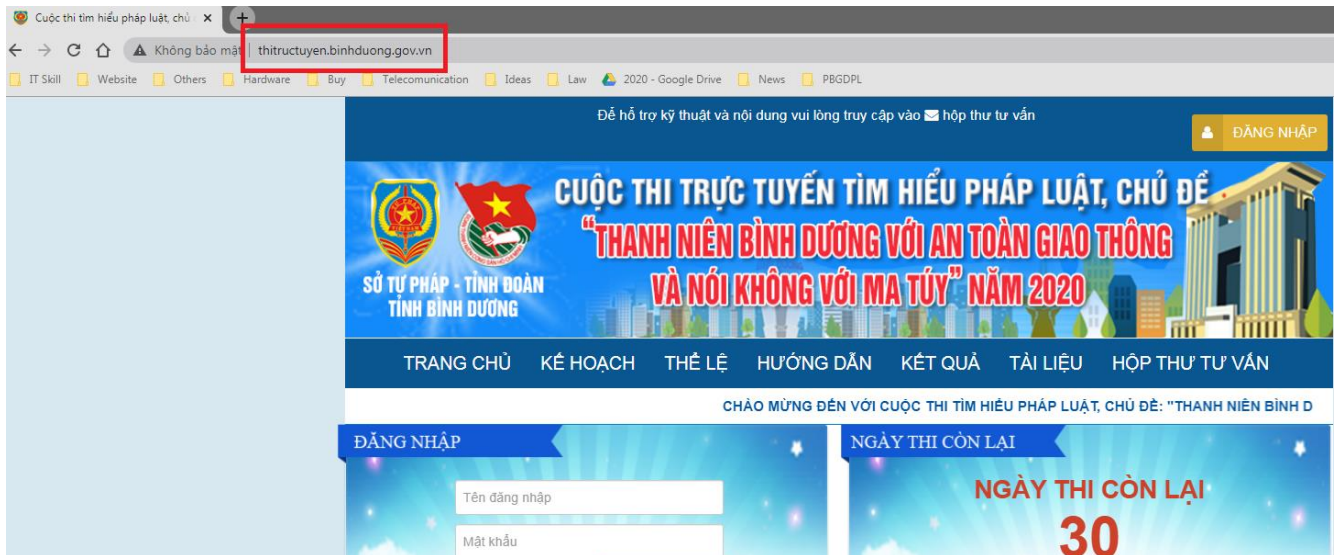 Cuộc thi tìm hiểu pháp luật, chủ
Không bảo mật thitructuyen.binhduong.gov.vn
IT Skill Website Others Hardware Buy Telecomunication Ideas Law 2020 - Google Drive News PBGDPL
Để hỗ trợ kỹ thuật và nội dung vui lòng truy cập vào hộp thư tư vấn
ĐĂNG NHẬP
CUỘC THI TRỰC TUYẾN TÌM HIỂU PHÁP LUẬT, CHỦ ĐỀ
“THANH NIÊN BÌNH DƯƠNG VỚI AN TOÀN GIAO THÔNG
VÀ NÓI KHÔNG VỚI MA TÚY” NĂM 2020
SỞ TƯ PHÁP - TỈNH ĐOÀN
TỈNH BÌNH DƯƠNG
TRANG CHỦ KẾ HOẠCH THỂ LỆ HƯỚNG DẪN KẾT QUẢ TÀI LIỆU HỘP THƯ TƯ VẤN
CHÀO MỪNG ĐẾN VỚI CUỘC THI TÌM HIỂU PHÁP LUẬT, CHỦ ĐỀ: "THANH NIÊN BÌNH D
ĐĂNG NHẬP
Tên đăng nhập
Mật khẩu
NGÀY THI CÒN LẠI
NGÀY THI CÒN LẠI
30